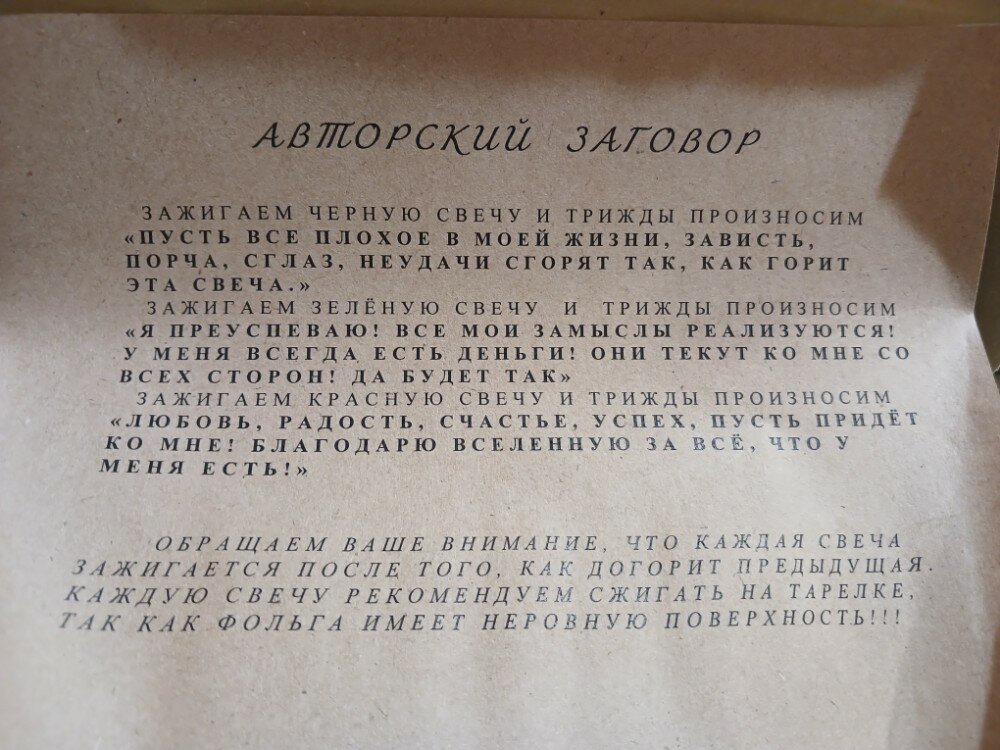 АВТОРСКИЙ ЗАГОВОР
ЗАЖИГАЕМ ЧЕРНУЮ СВЕЧУ И ТРИЖДЫ ПРОИЗНОСИМ
«ПУСТЬ ВСЕ ПЛОХОЕ В МОЕЙ ЖИЗНИ, ЗАВИСТЬ,
ПОРЧА, СГЛАЗ, НЕУДАЧИ СГОРЯТ ТАК, КАК ГОРИТ
ЭТА СВЕЧА.»
ЗАЖИГАЕМ ЗЕЛЁНУЮ СВЕЧУ И ТРИЖДЫ ПРОИЗНОСИМ
«Я ПРЕУСПЕВАЮ! ВСЕ МОИ ЗАМЫСЛЫ РЕАЛИЗУЮТСЯ!
У МЕНЯ ВСЕГДА ЕСТЬ ДЕНЬГИ! ОНИ ТЕКУТ КО МНЕ СО
ВСЕХ СТОРОН! ДА БУДЕТ ТАК»
ЗАЖИГАЕМ КРАСНУЮ СВЕЧУ И ТРИЖДЫ ПРОИЗНОСИМ
«ЛЮБОВЬ, РАДОСТЬ, СЧАСТЬЕ, УСПЕХ, ПУСТЬ ПРИДЁТ
КО МНЕ! БЛАГОДАРЮ ВСЕЛЕННУЮ ЗА ВСЁ, ЧТО У
МЕНЯ ЕСТЬ!»
ОБРАЩАЕМ ВАШЕ ВНИМАНИЕ, ЧТО КАЖДАЯ СВЕЧА
ЗАЖИГАЕТСЯ ПОСЛЕ ТОГО, КАК ДОГОРИТ ПРЕДЫДУЩАЯ.
КАЖДУЮ СВЕЧУ РЕКОМЕНДУЕМ СЖИГАТЬ НА ТАРЕЛКЕ,
ТАК КАК ФОЛЬГА ИМЕЕТ НЕРОВНУЮ ПОВЕРХНОСТЬ!!!